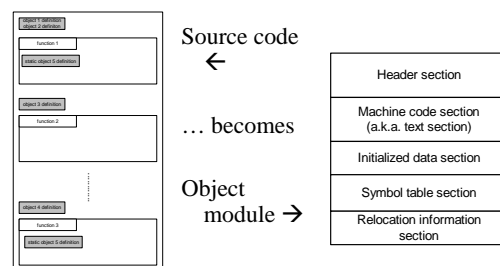 object 1 definition
object 2 definition
function 1
static object 5 definition
object 3 definition
function 2
object 4 definition
function 3
static object 5 definition
Source code
←
… becomes
Object
module →
Header section
Machine code section
(a.k.a. text section)
Initialized data section
Symbol table section
Relocation information
section